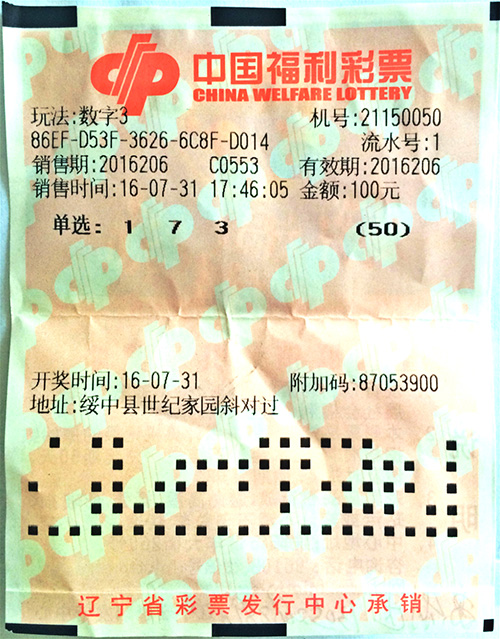 中国福利彩票
CHINA WELFARE LOTTERY
玩法:数字3 机号:21150050
86EF-D53F-3626-6C8F-D014 流水号:1
销售期:2016206 C0553 有效期:2016206
销售时间:16-07-31 17:46:05 金额:100元
单选: 1 7 3 (50)
开奖时间:16-07-31 附加码:87053900
地址:绥中县世纪家园斜对过
辽宁省彩票发行中心承销